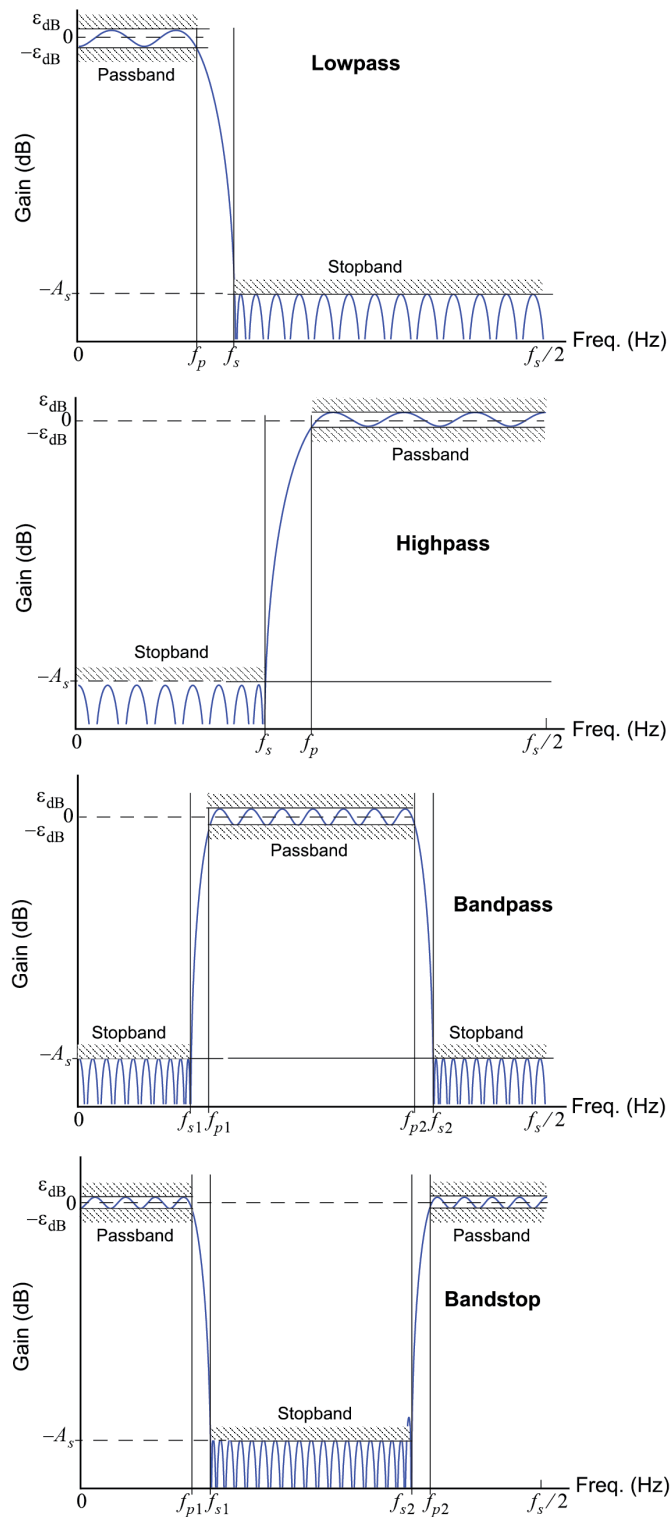 ε_dB
0
−ε_dB
Passband
Lowpass
Gain (dB)
Stopband
−A_s
0
f_p
f_s
f_s/2
Freq. (Hz)
ε_dB
0
−ε_dB
Passband
Highpass
Gain (dB)
Stopband
−A_s
0
f_s
f_p
f_s/2
Freq. (Hz)
ε_dB
0
−ε_dB
Passband
Bandpass
Gain (dB)
Stopband
Stopband
−A_s
0
f_s1
f_p1
f_p2
f_s2
f_s/2
Freq. (Hz)
ε_dB
0
−ε_dB
Passband
Passband
Bandstop
Gain (dB)
Stopband
−A_s
0
f_p1
f_s1
f_s2
f_p2
f_s/2
Freq. (Hz)